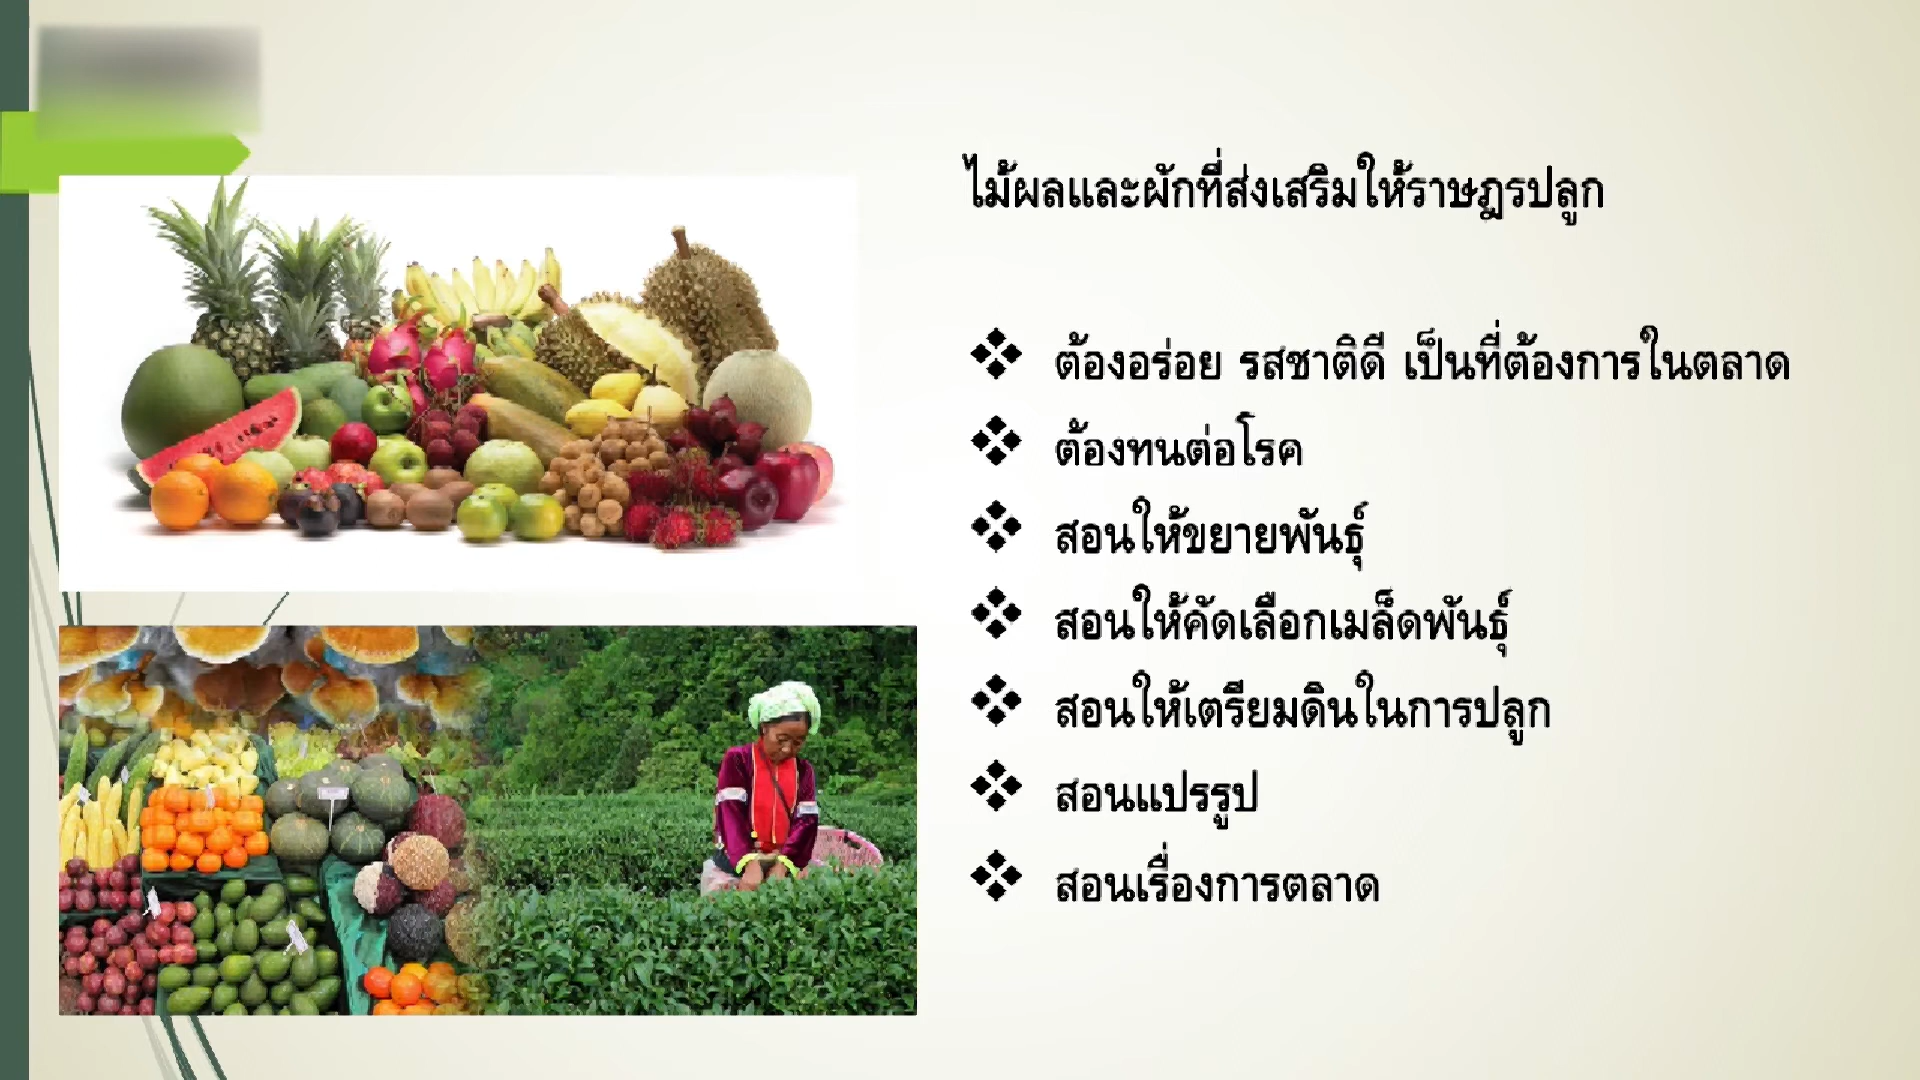 ไม้ผลและผักที่ส่งเสริมให้ราษฎรปลูก
❖ ต้องอร่อย รสชาติดี เป็นที่ต้องการในตลาด
❖ ต้องทนต่อโรค
❖ สอนให้ขยายพันธุ์
❖ สอนให้คัดเลือกเมล็ดพันธุ์
❖ สอนให้เตรียมดินในการปลูก
❖ สอนแปรรูป
❖ สอนเรื่องการตลาด